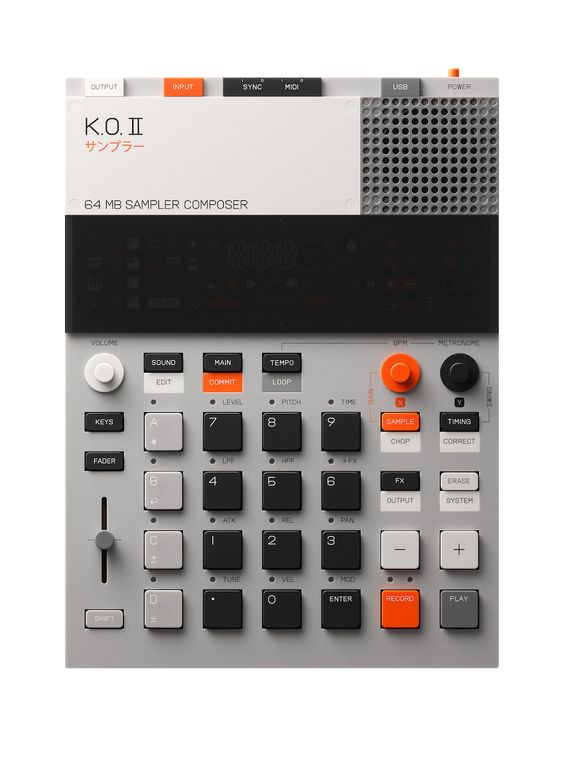 OUTPUT INPUT SYNC MIDI USB POWER
K.O. II
サンプラー
64 MB SAMPLER COMPOSER
VOLUME BPM METRONOME
SOUND MAIN TEMPO
EDIT COMMIT LOOP
GAIN X Y SWING
LEVEL PITCH TIME
KEYS A 7 8 9 SAMPLE TIMING
CHOP CORRECT
FADER LPF HPF →FX
B 4 5 6 FX ERASE
OUTPUT SYSTEM
ATK REL PAN
C 1 2 3 − +
TUNE VEL MOD
SHIFT D • 0 ENTER RECORD PLAY